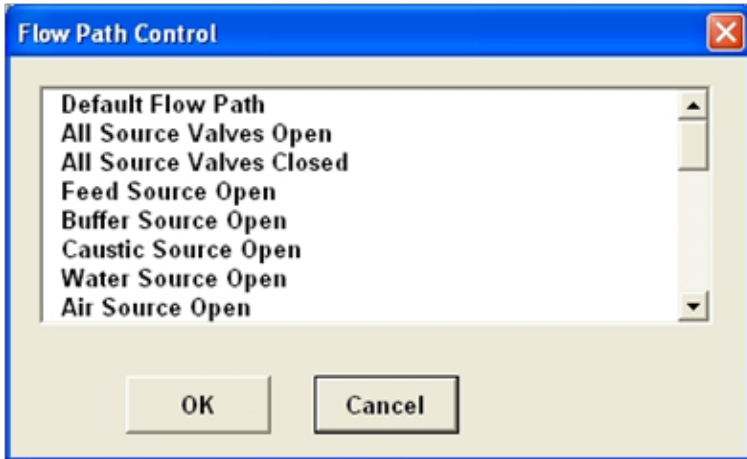 Flow Path Control
Default Flow Path
All Source Valves Open
All Source Valves Closed
Feed Source Open
Buffer Source Open
Caustic Source Open
Water Source Open
Air Source Open
OK
Cancel